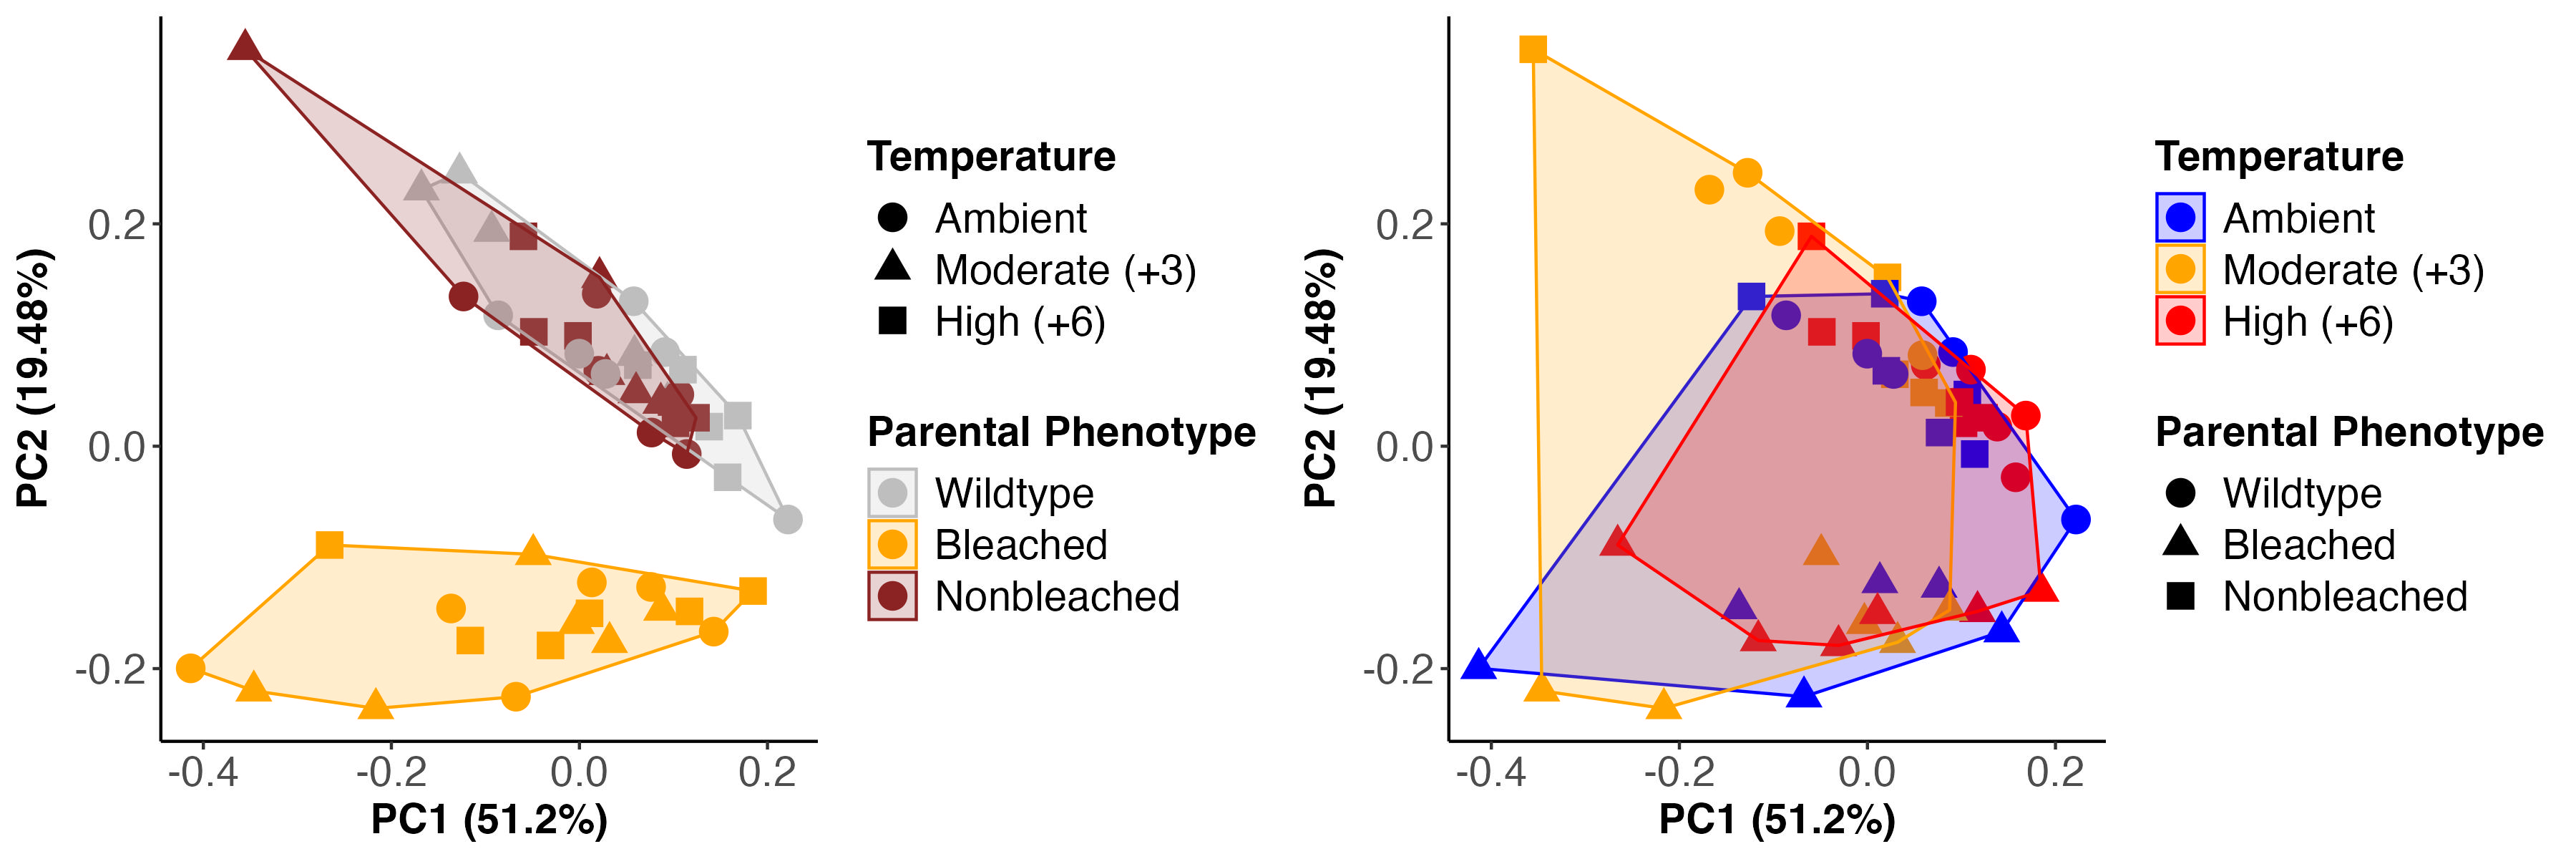 PC2 (19.48%)
0.2
0.0
-0.2
-0.4
-0.2
0.0
0.2
PC1 (51.2%)
Temperature
Ambient
Moderate (+3)
High (+6)
Parental Phenotype
Wildtype
Bleached
Nonbleached
PC2 (19.48%)
0.2
0.0
-0.2
-0.4
-0.2
0.0
0.2
PC1 (51.2%)
Temperature
Ambient
Moderate (+3)
High (+6)
Parental Phenotype
Wildtype
Bleached
Nonbleached